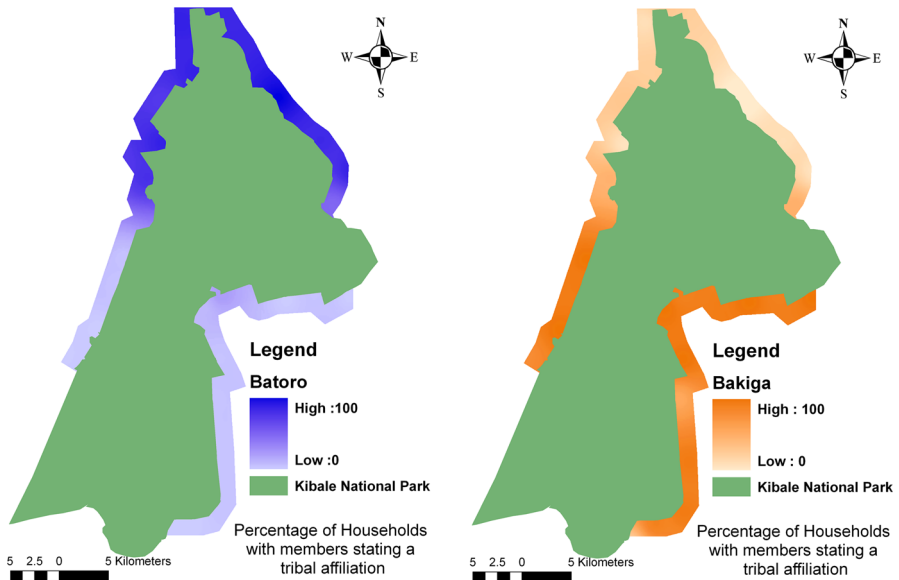 N
W E
S
Legend
Batoro
High :100
Low :0
Kibale National Park
Percentage of Households
with members stating a
tribal affiliation
5 2.5 0 5 Kilometers
N
W E
S
Legend
Bakiga
High : 100
Low : 0
Kibale National Park
Percentage of Households
with members stating a
tribal affiliation
5 2.5 0 5 Kilometers